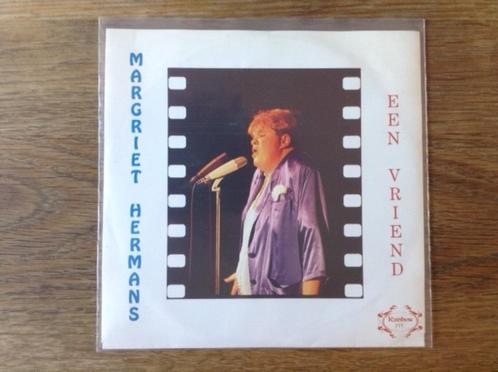 MARGRIET HERMANS
EEN VRIEND
Rainbow